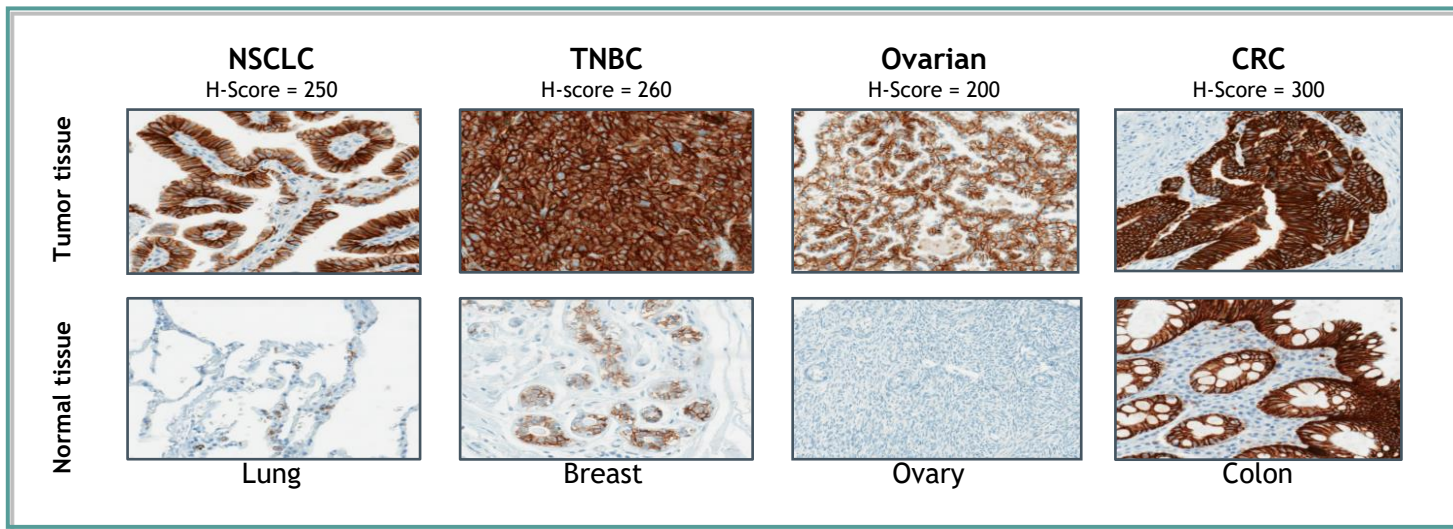 NSCLC
H-Score = 250
TNBC
H-score = 260
Ovarian
H-Score = 200
CRC
H-Score = 300
Tumor tissue
Normal tissue
Lung
Breast
Ovary
Colon